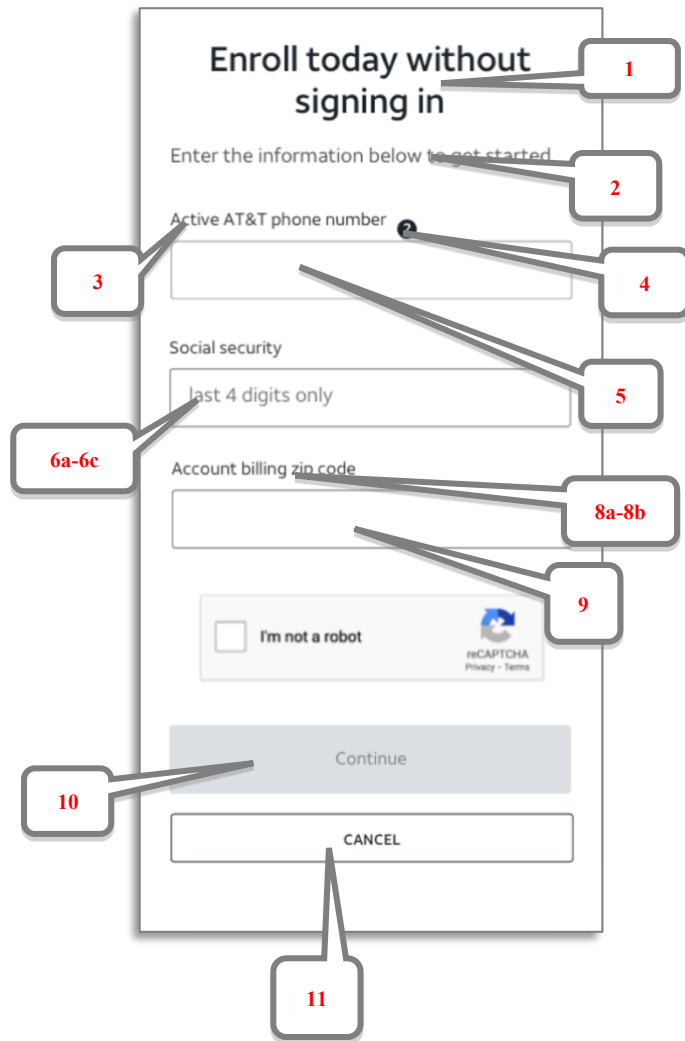 Enroll today without
signing in
1
Enter the information below to get started
2
Active AT&T phone number ?
3
4
Social security
5
last 4 digits only
6a-6c
Account billing zip code
8a-8b
9
I'm not a robot
reCAPTCHA
Privacy - Terms
Continue
10
CANCEL
11